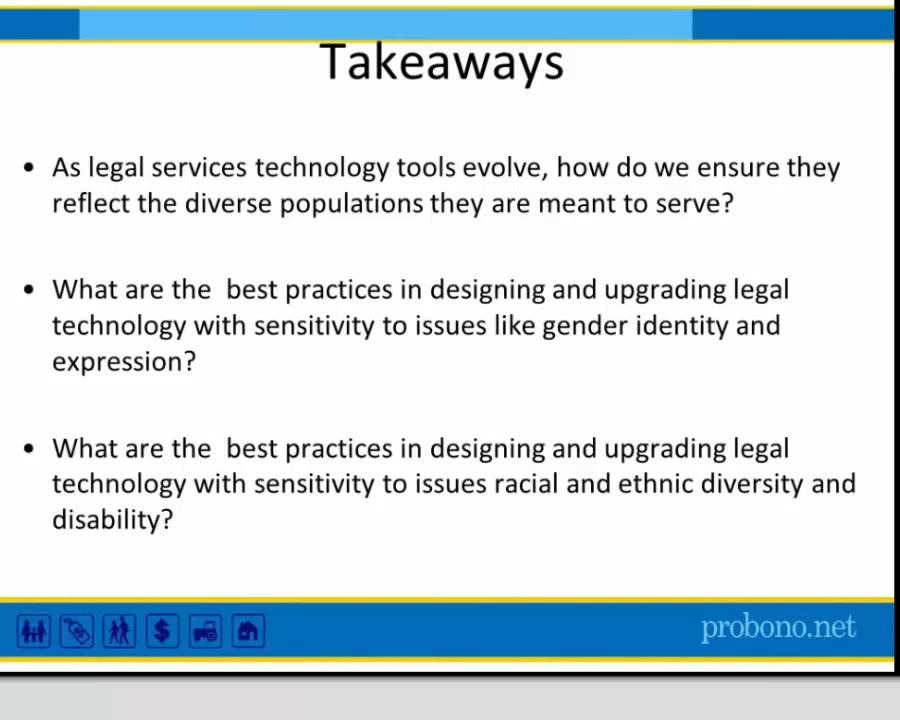 Takeaways
• As legal services technology tools evolve, how do we ensure they
reflect the diverse populations they are meant to serve?
• What are the  best practices in designing and upgrading legal
technology with sensitivity to issues like gender identity and
expression?
• What are the  best practices in designing and upgrading legal
technology with sensitivity to issues racial and ethnic diversity and
disability?
$
probono.net